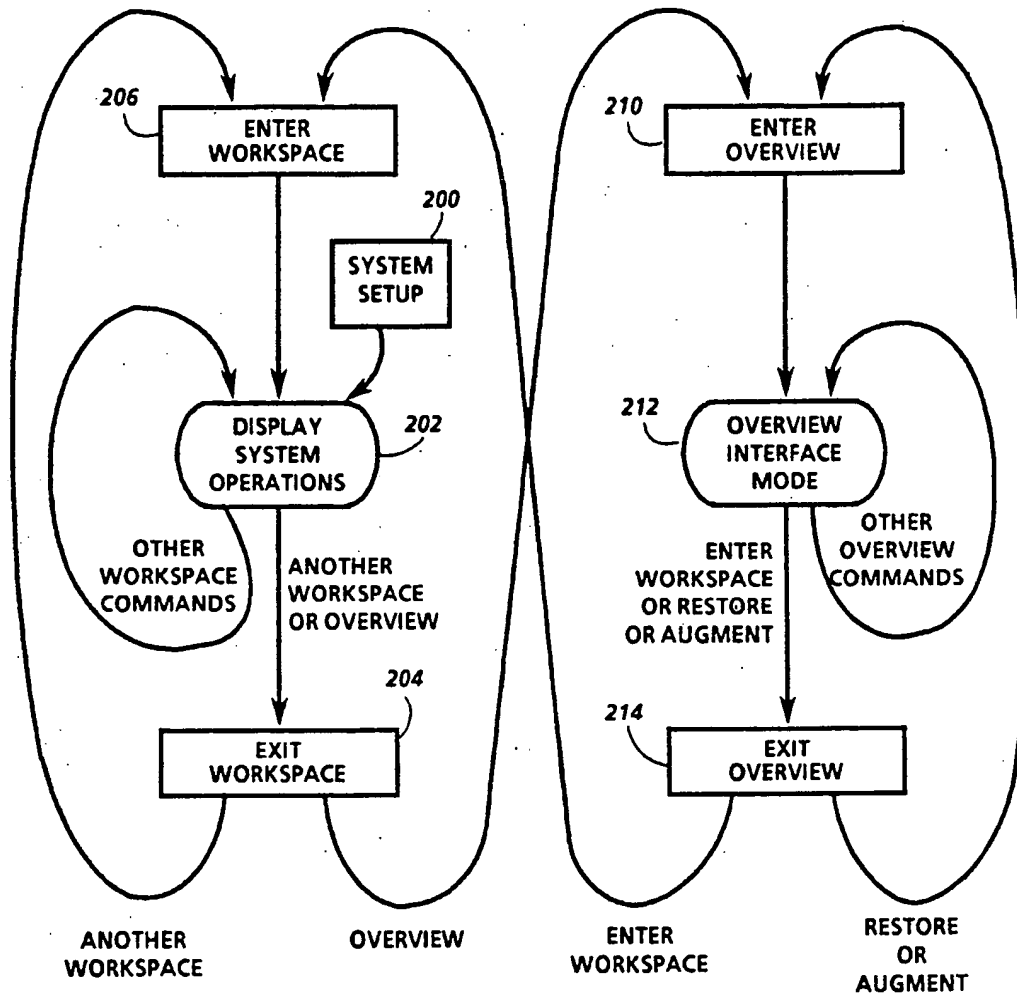 206
ENTER
WORKSPACE
210
ENTER
OVERVIEW
200
SYSTEM
SETUP
DISPLAY
SYSTEM
OPERATIONS
202
212
OVERVIEW
INTERFACE
MODE
OTHER
WORKSPACE
COMMANDS
ANOTHER
WORKSPACE
OR OVERVIEW
ENTER
WORKSPACE
OR RESTORE
OR AUGMENT
OTHER
OVERVIEW
COMMANDS
204
EXIT
WORKSPACE
214
EXIT
OVERVIEW
ANOTHER
WORKSPACE
OVERVIEW
ENTER
WORKSPACE
RESTORE
OR
AUGMENT